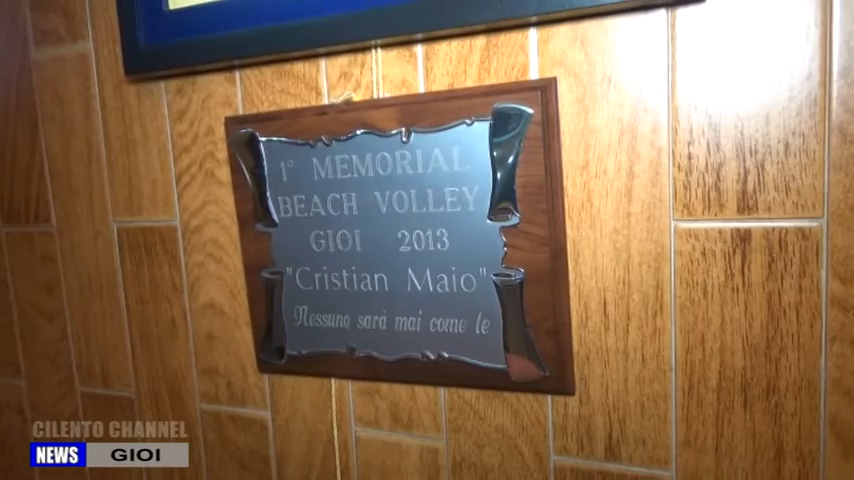 1° MEMORIAL
BEACH VOLLEY
GIOI 2013
"Cristian Maio"
Nessuno sarà mai come te
CILENTO CHANNEL
NEWS GIOI